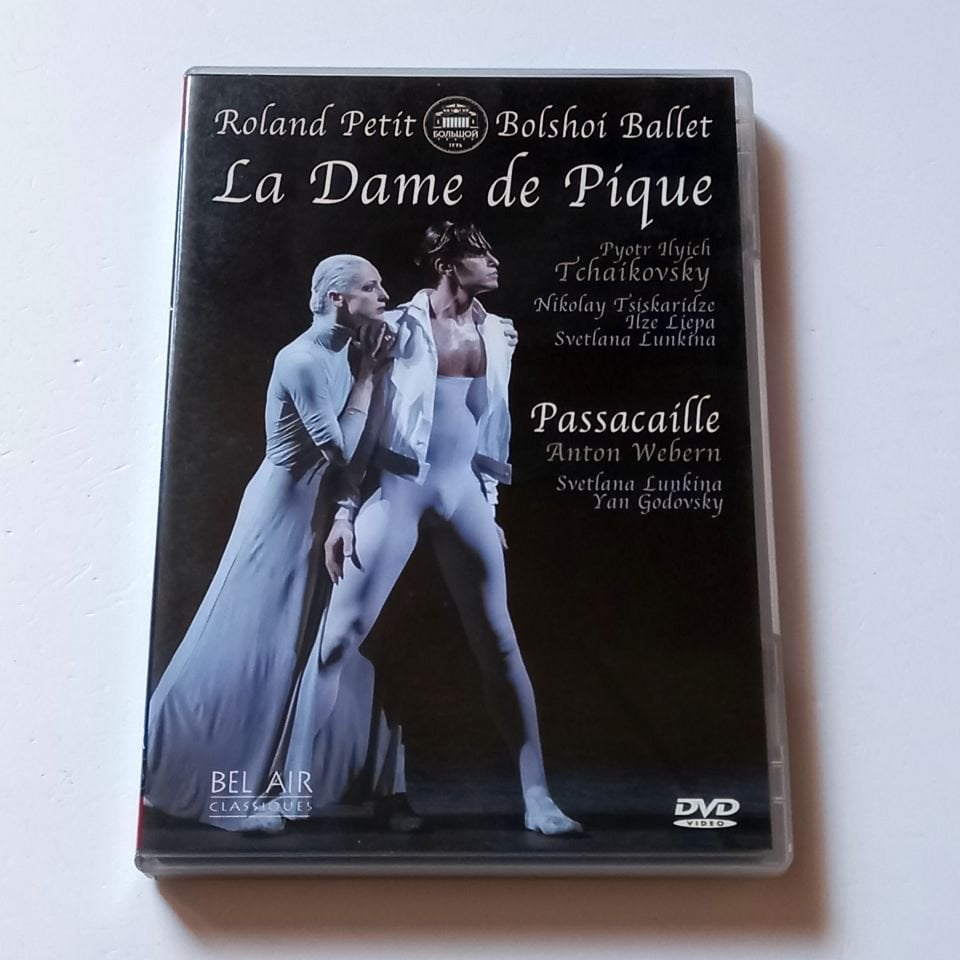 Roland Petit БОЛЬШОЙ 1776 Bolshoi Ballet
La Dame de Pique
Pyotr Ilyich
Tchaikovsky
Nikolay Tsiskaridze
Ilze Liepa
Svetlana Lunkina
Passacaille
Anton Webern
Svetlana Lunkina
Yan Godovsky
BEL AIR
CLASSIQUES
DVD
VIDEO